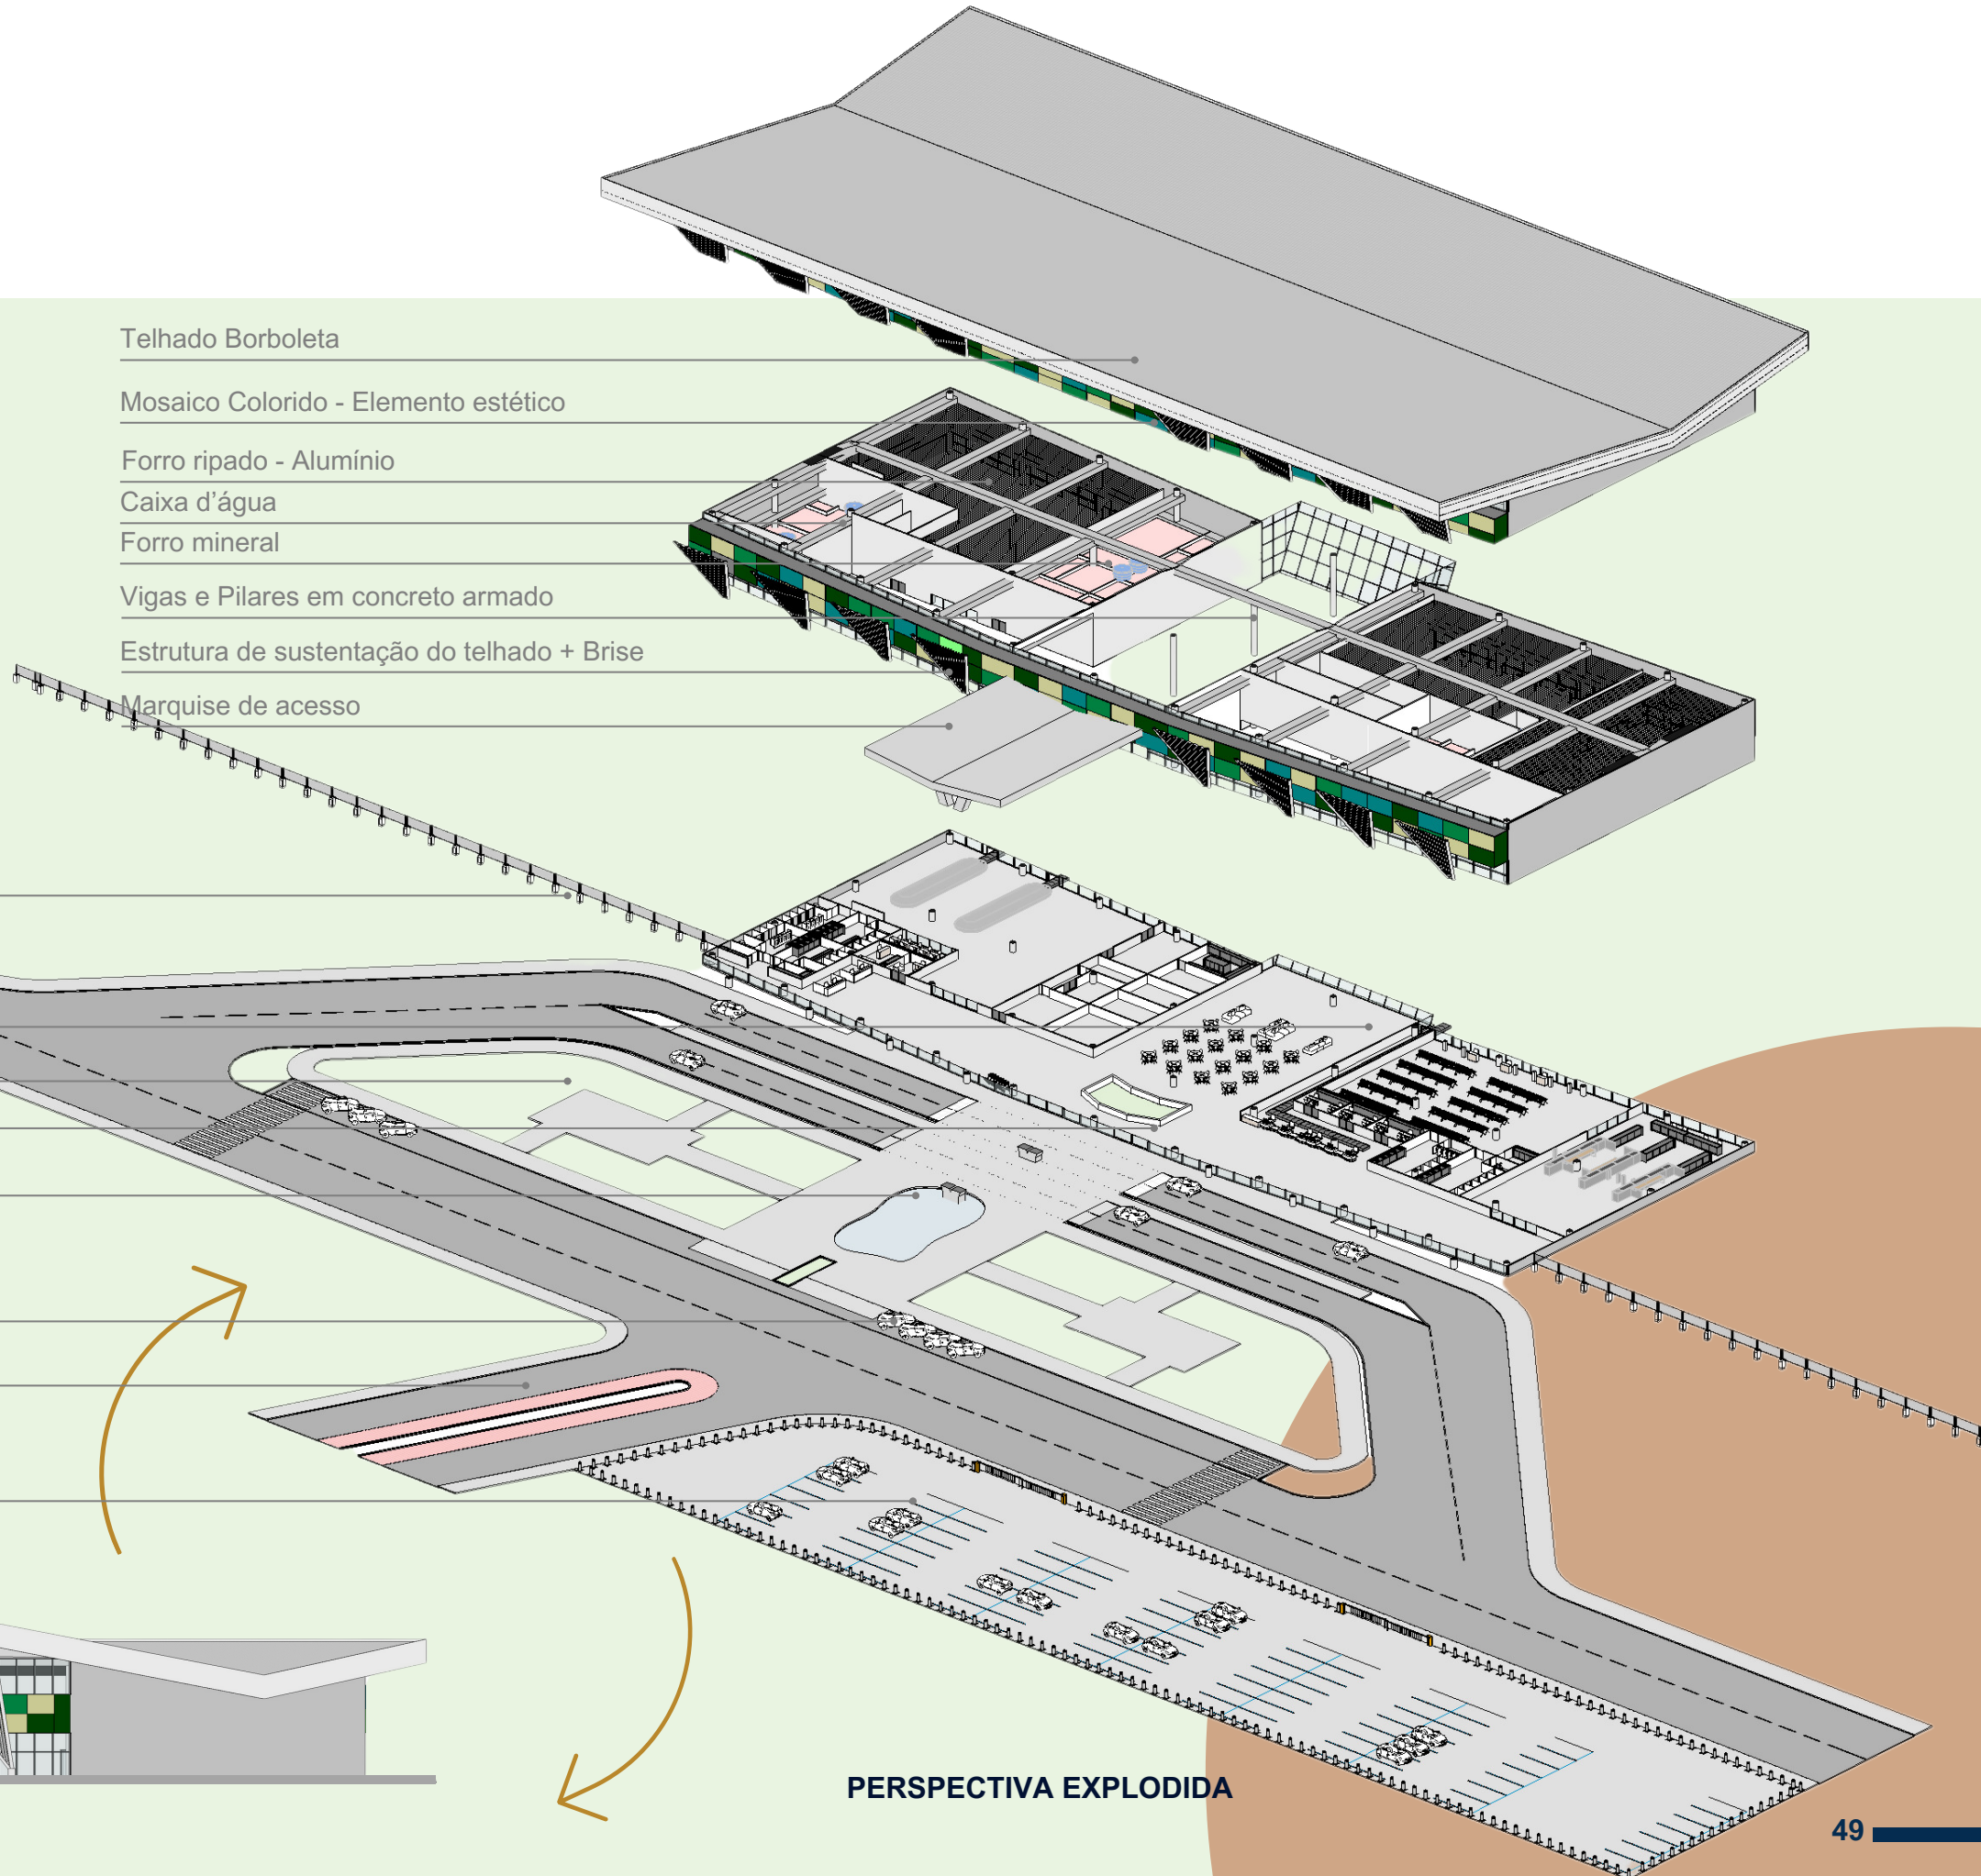 Telhado Borboleta
Mosaico Colorido - Elemento estético
Forro ripado - Alumínio
Caixa d’água
Forro mineral
Vigas e Pilares em concreto armado
Estrutura de sustentação do telhado + Brise
Marquise de acesso
PERSPECTIVA EXPLODIDA
49